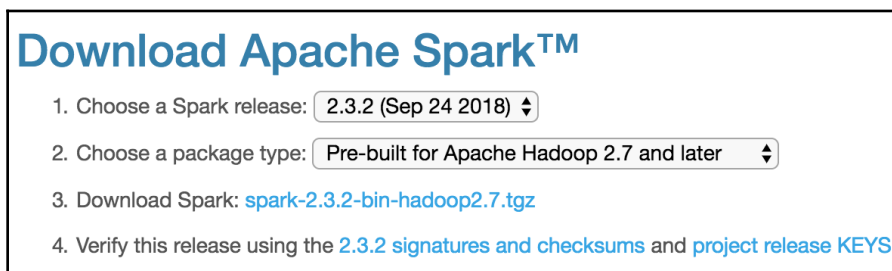 Download Apache Spark™
1. Choose a Spark release: 2.3.2 (Sep 24 2018)
2. Choose a package type: Pre-built for Apache Hadoop 2.7 and later
3. Download Spark: spark-2.3.2-bin-hadoop2.7.tgz
4. Verify this release using the 2.3.2 signatures and checksums and project release KEYS